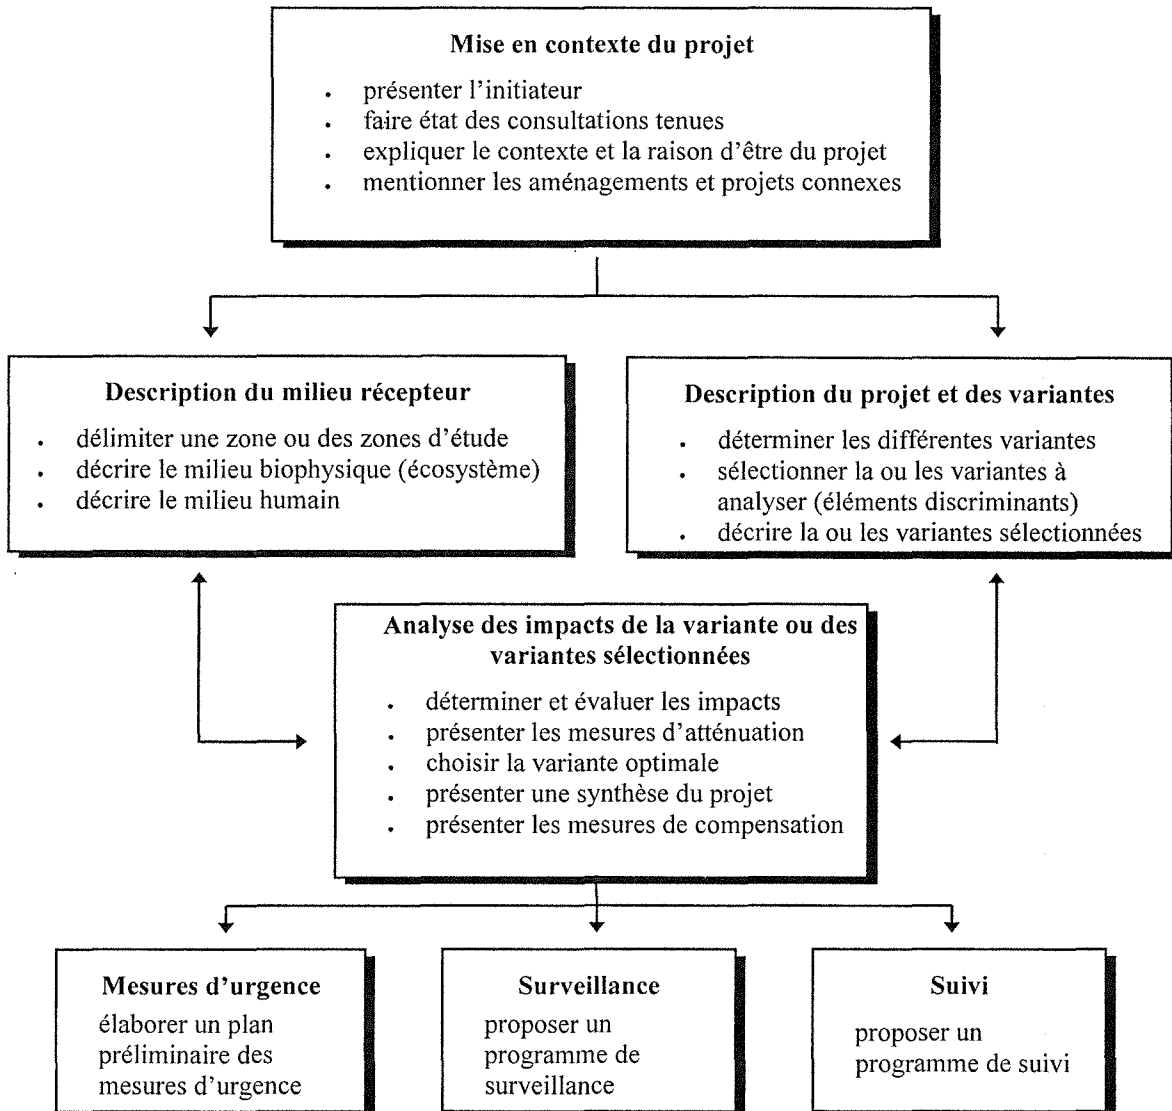 Mise en contexte du projet
• présenter l'initiateur
• faire état des consultations tenues
• expliquer le contexte et la raison d'être du projet
• mentionner les aménagements et projets connexes
Description du milieu récepteur
• délimiter une zone ou des zones d'étude
• décrire le milieu biophysique (écosystème)
• décrire le milieu humain
Description du projet et des variantes
• déterminer les différentes variantes
• sélectionner la ou les variantes à
analyser (éléments discriminants)
• décrire la ou les variantes sélectionnées
Analyse des impacts de la variante ou des
variantes sélectionnées
• déterminer et évaluer les impacts
• présenter les mesures d'atténuation
• choisir la variante optimale
• présenter une synthèse du projet
• présenter les mesures de compensation
Mesures d'urgence
élaborer un plan
préliminaire des
mesures d'urgence
Surveillance
proposer un
programme de
surveillance
Suivi
proposer un
programme de suivi